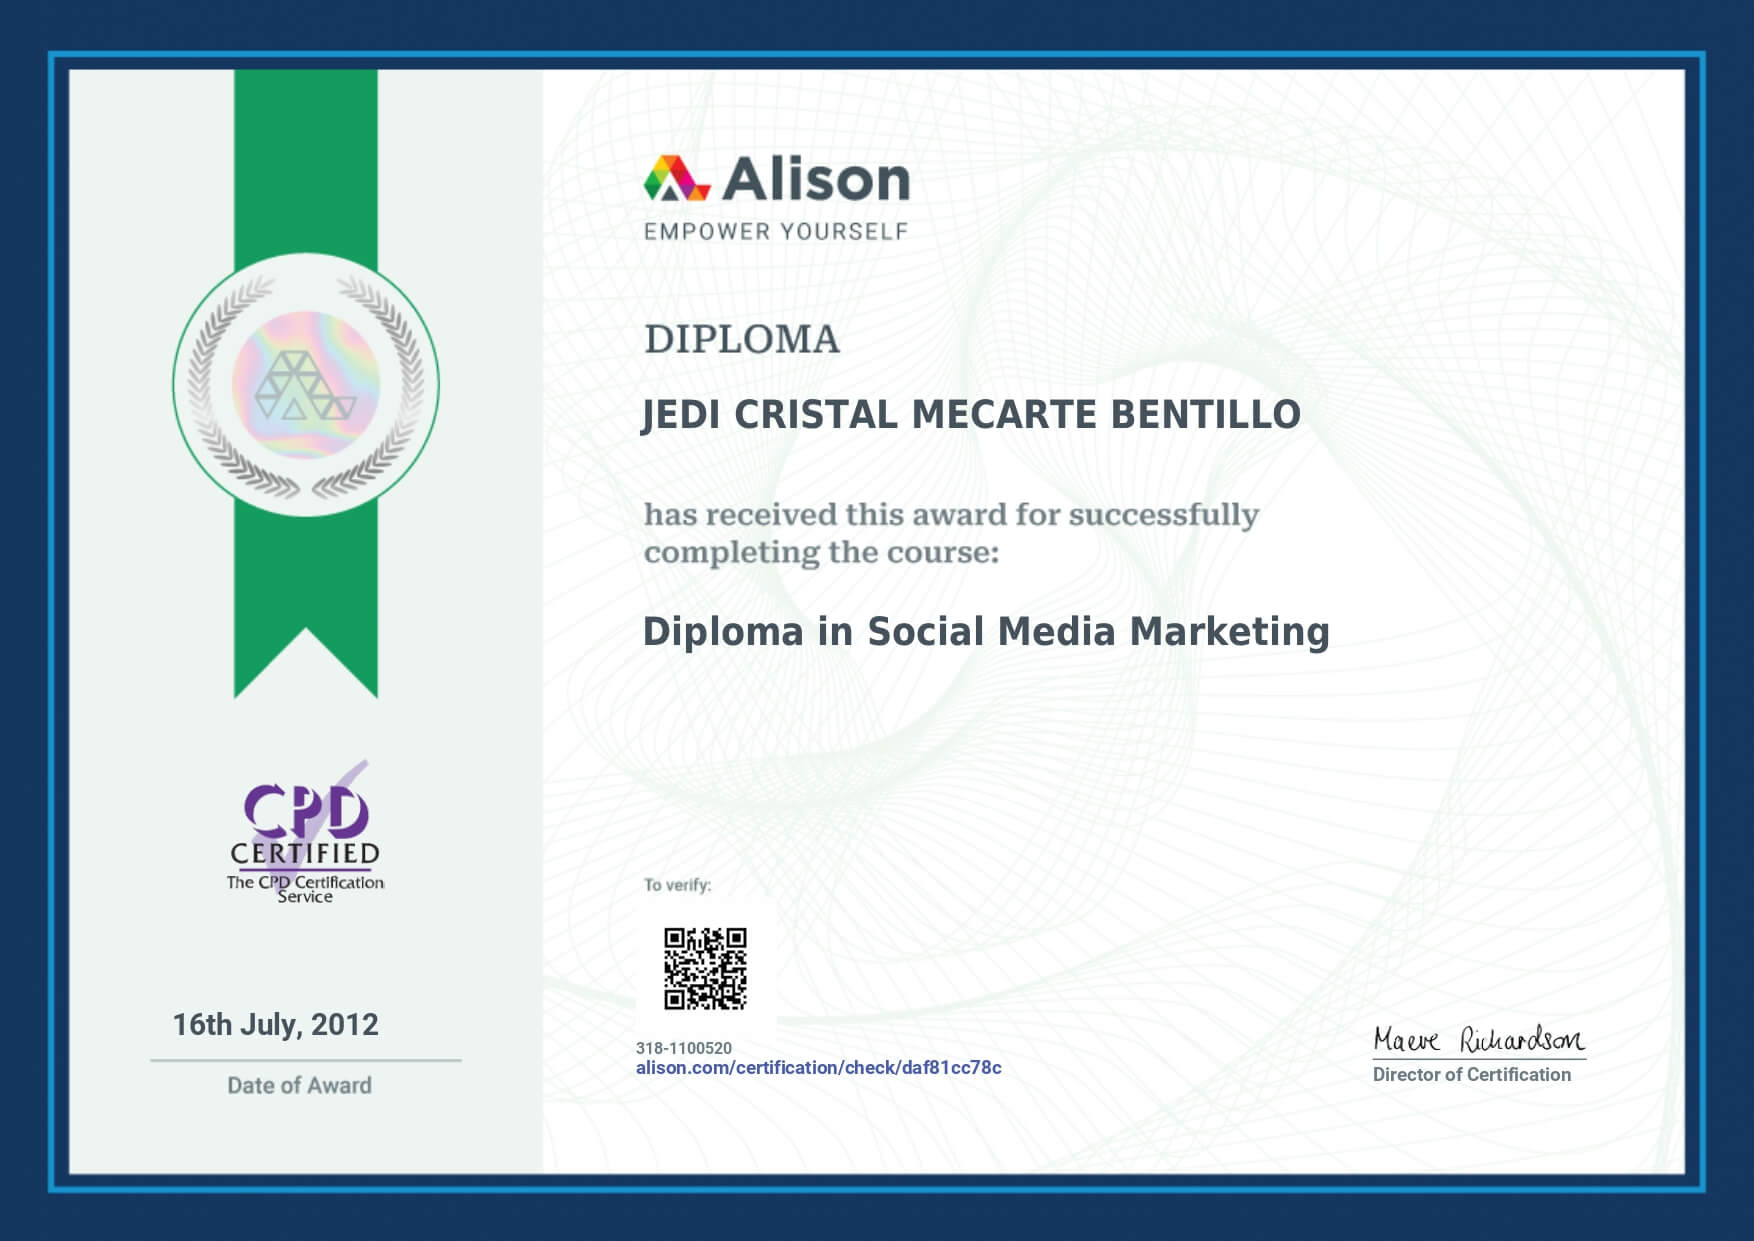 Alison
EMPOWER YOURSELF
DIPLOMA
JEDI CRISTAL MECARTE BENTILLO
has received this award for successfully
completing the course:
Diploma in Social Media Marketing
CPD
CERTIFIED
The CPD Certification
Service
16th July, 2012
Date of Award
To verify:
318-1100520
alison.com/certification/check/daf81cc78c
Maeve Richardson
Director of Certification